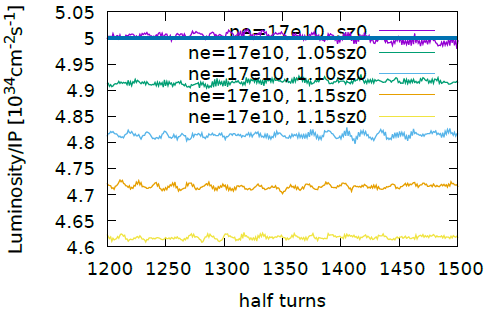 5.05
5
4.95
4.9
4.85
4.8
4.75
4.7
4.65
4.6
Luminosity/IP [10³⁴cm⁻²s⁻¹]
ne=17e10, sz0
ne=17e10, 1.05sz0
ne=17e10, 1.10sz0
ne=17e10, 1.15sz0
ne=17e10, 1.15sz0
1200 1250 1300 1350 1400 1450 1500
half turns